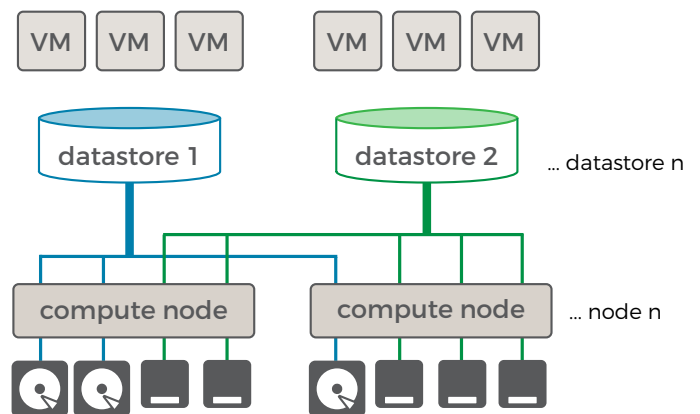 VM VM VM VM VM VM
datastore 1 datastore 2 ... datastore n
compute node compute node ... node n